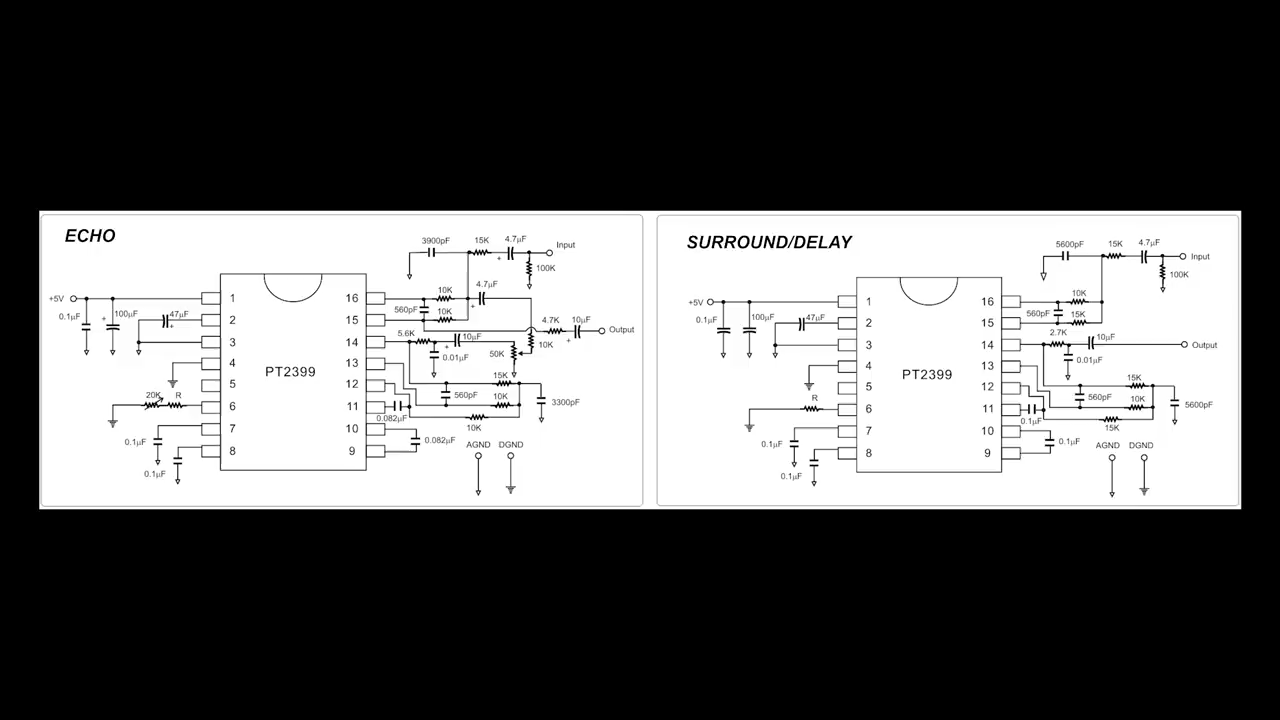 ECHO
3900pF
15K
4.7µF
Input
100K
4.7µF
+5V
1
16
10K
0.1µF
100µF
+
47µF
+
2
15
560pF
10K
+
+
4.7K
10µF
+
Output
3
14
5.6K
10µF
+
0.01µF
50K
10K
4
13
PT2399
5
12
15K
20K
R
6
11
560pF
10K
3300pF
0.082µF
10K
7
10
0.1µF
0.082µF
AGND
DGND
8
9
0.1µF
SURROUND/DELAY
5600pF
15K
4.7µF
Input
100K
+5V
1
16
10K
0.1µF
100µF
47µF
2
15
560pF
15K
3
14
2.7K
10µF
Output
0.01µF
4
13
PT2399
5
12
15K
R
6
11
560pF
10K
5600pF
0.1µF
15K
7
10
0.1µF
0.1µF
AGND
DGND
8
9
0.1µF